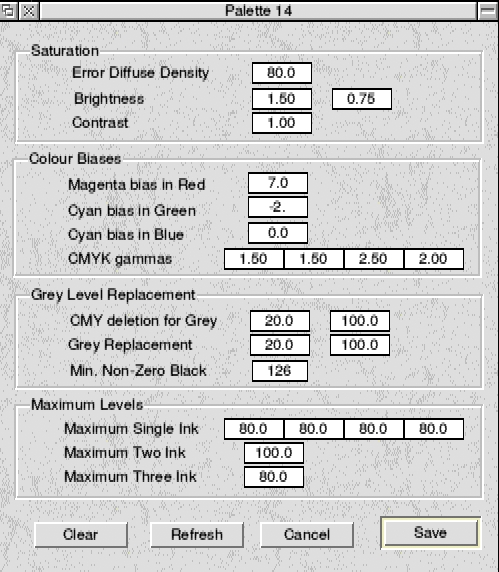 Palette 14
Saturation
Error Diffuse Density 80.0
Brightness 1.50 0.75
Contrast 1.00
Colour Biases
Magenta bias in Red 7.0
Cyan bias in Green -2.
Cyan bias in Blue 0.0
CMYK gammas 1.50 1.50 2.50 2.00
Grey Level Replacement
CMY deletion for Grey 20.0 100.0
Grey Replacement 20.0 100.0
Min. Non-Zero Black 126
Maximum Levels
Maximum Single Ink 80.0 80.0 80.0 80.0
Maximum Two Ink 100.0
Maximum Three Ink 80.0
Clear Refresh Cancel Save